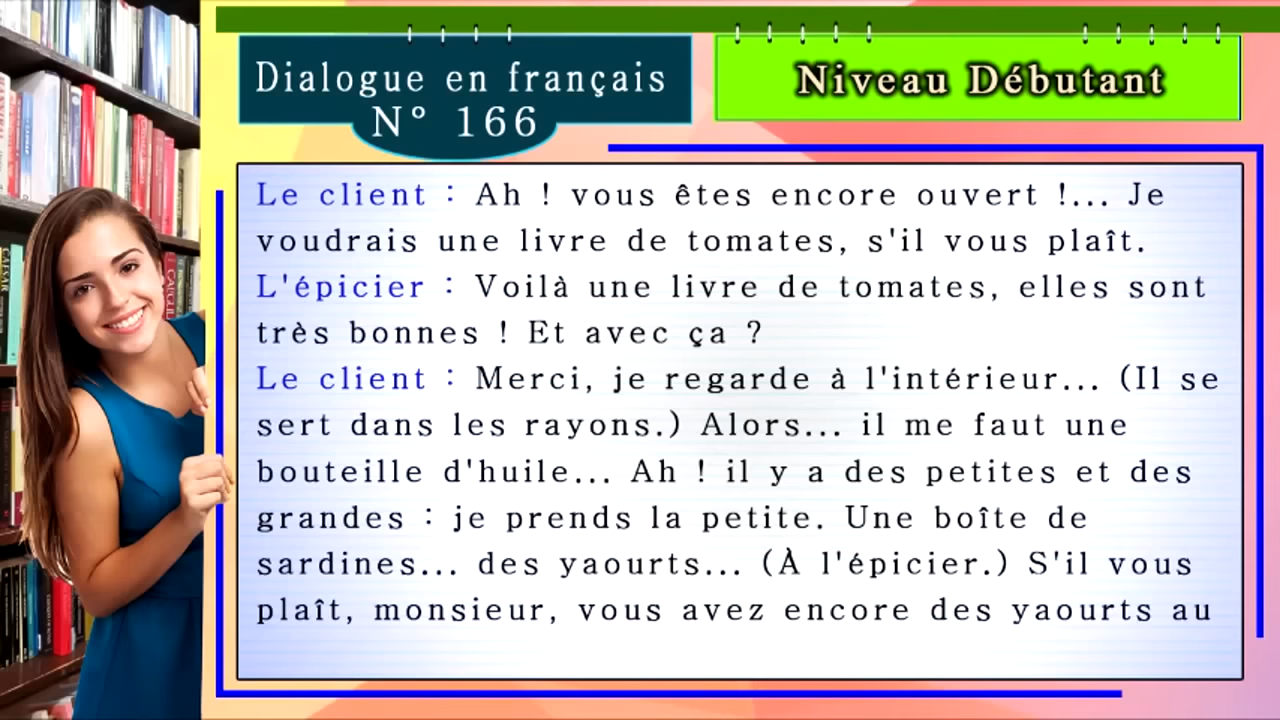 Dialogue en français
N° 166
Niveau Débutant
Le client : Ah ! vous êtes encore ouvert !... Je
voudrais une livre de tomates, s'il vous plaît.
L'épicier : Voilà une livre de tomates, elles sont
très bonnes ! Et avec ça ?
Le client : Merci, je regarde à l'intérieur... (Il se
sert dans les rayons.) Alors... il me faut une
bouteille d'huile... Ah ! il y a des petites et des
grandes : je prends la petite. Une boîte de
sardines... des yaourts... (À l'épicier.) S'il vous
plaît, monsieur, vous avez encore des yaourts au